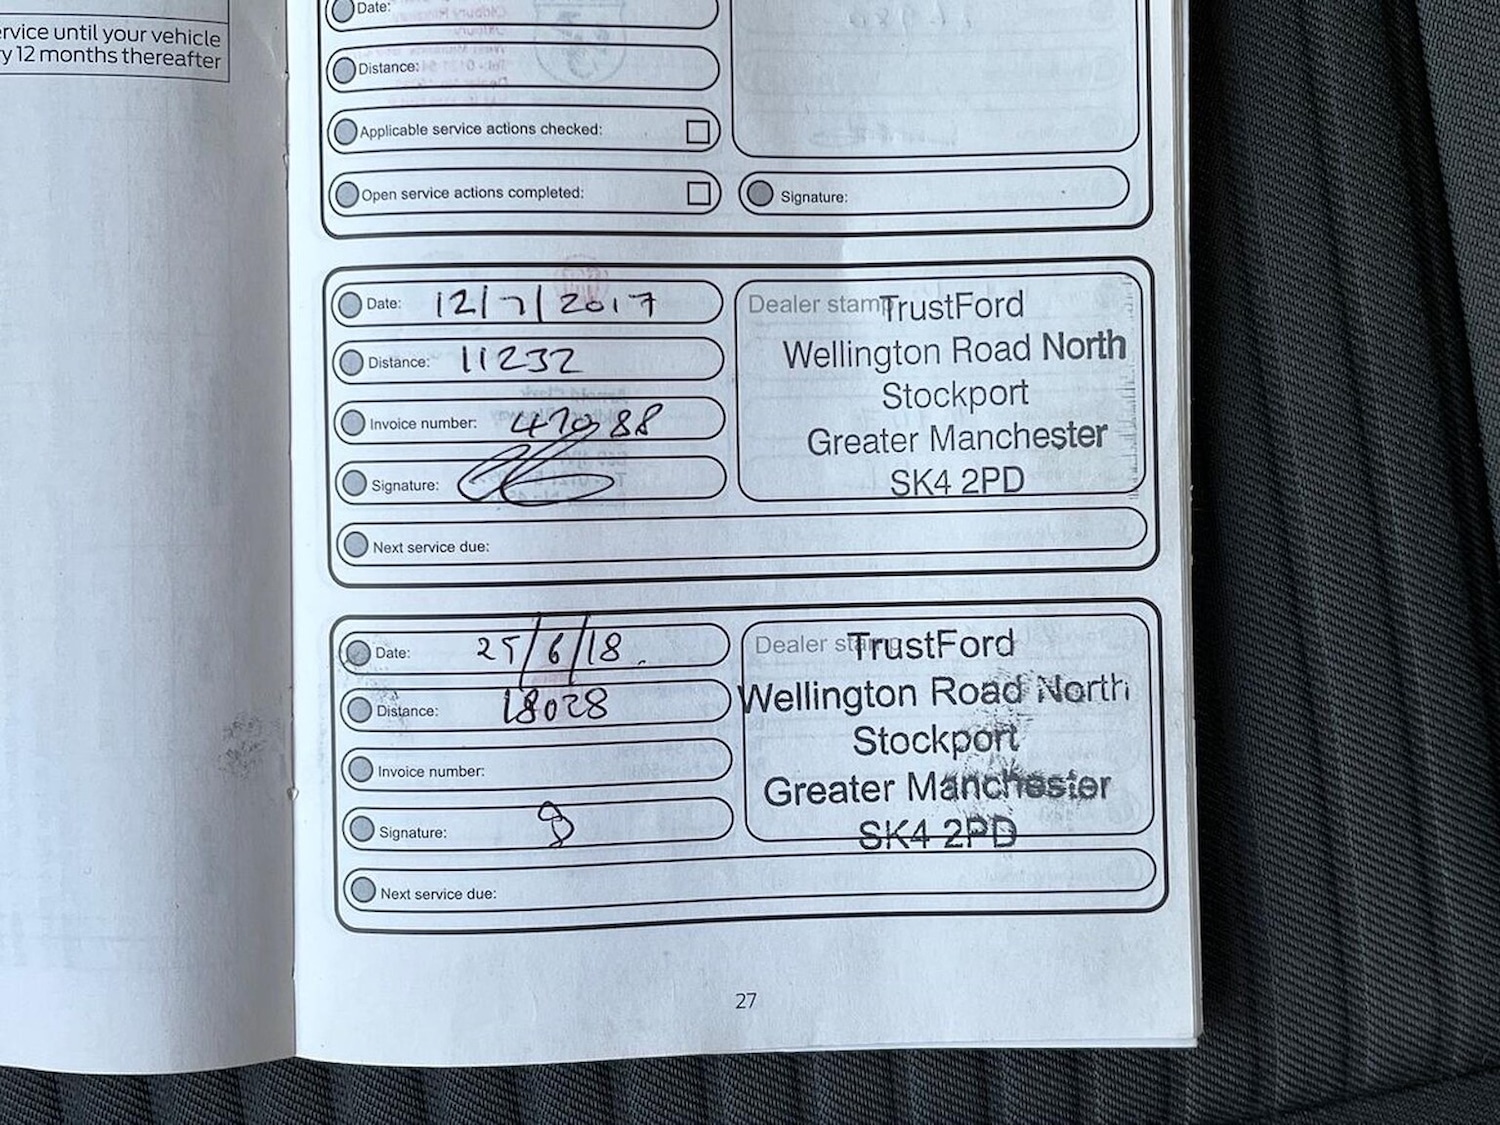 ervice until your vehicle
y 12 months thereafter
Date:
Distance:
Applicable service actions checked:
Open service actions completed:
Signature:
Date: 12/7/2017
Distance: 11232
Invoice number: 47088
Signature:
Next service due:
Dealer stamp
TrustFord
Wellington Road North
Stockport
Greater Manchester
SK4 2PD
Date: 25/6/18.
Distance: 18028
Invoice number:
Signature:
Next service due:
Dealer stamp
TrustFord
Wellington Road North
Stockport
Greater Manchester
SK4 2PD
27